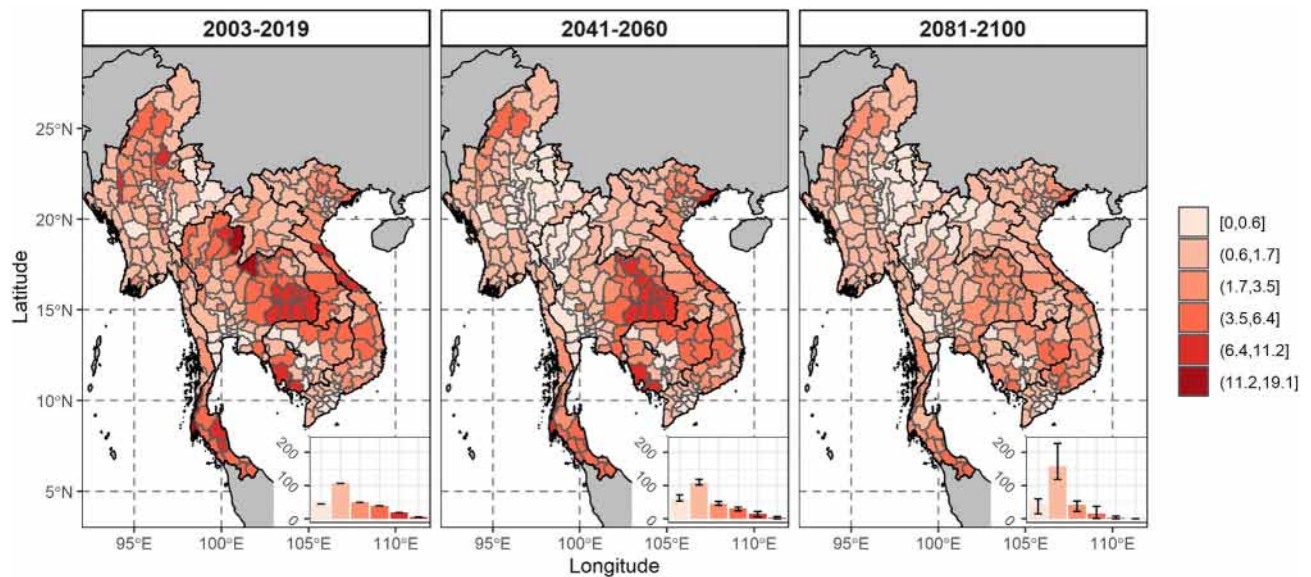 2003-2019
2041-2060
2081-2100
25°N
20°N
15°N
10°N
5°N
Latitude
200
100
0
200
100
0
200
100
0
95°E 100°E 105°E 110°E
95°E 100°E 105°E 110°E
95°E 100°E 105°E 110°E
Longitude
[0,0.6]
(0.6,1.7]
(1.7,3.5]
(3.5,6.4]
(6.4,11.2]
(11.2,19.1]